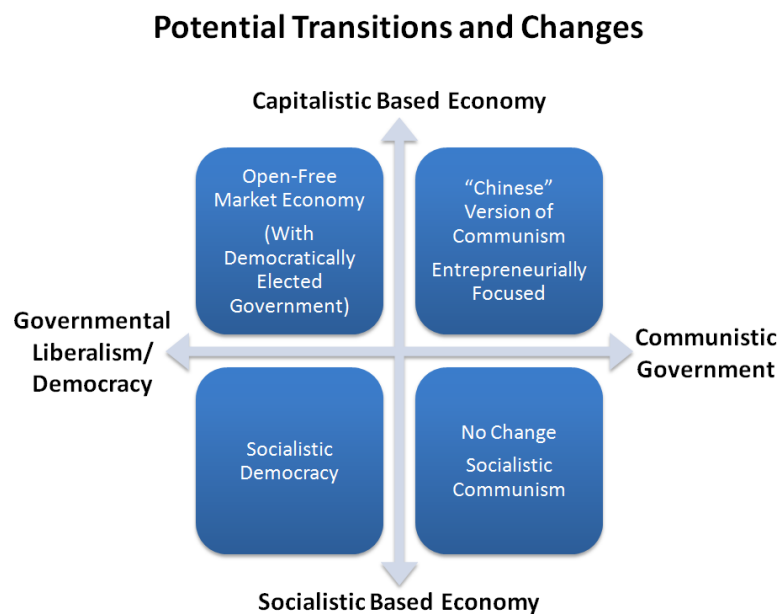 Potential Transitions and Changes
Capitalistic Based Economy
Open-Free
Market Economy
(With
Democratically
Elected
Government)
“Chinese”
Version of
Communism
Entrepreneurially
Focused
Governmental
Liberalism/
Democracy
Communistic
Government
Socialistic
Democracy
No Change
Socialistic
Communism
Socialistic Based Economy